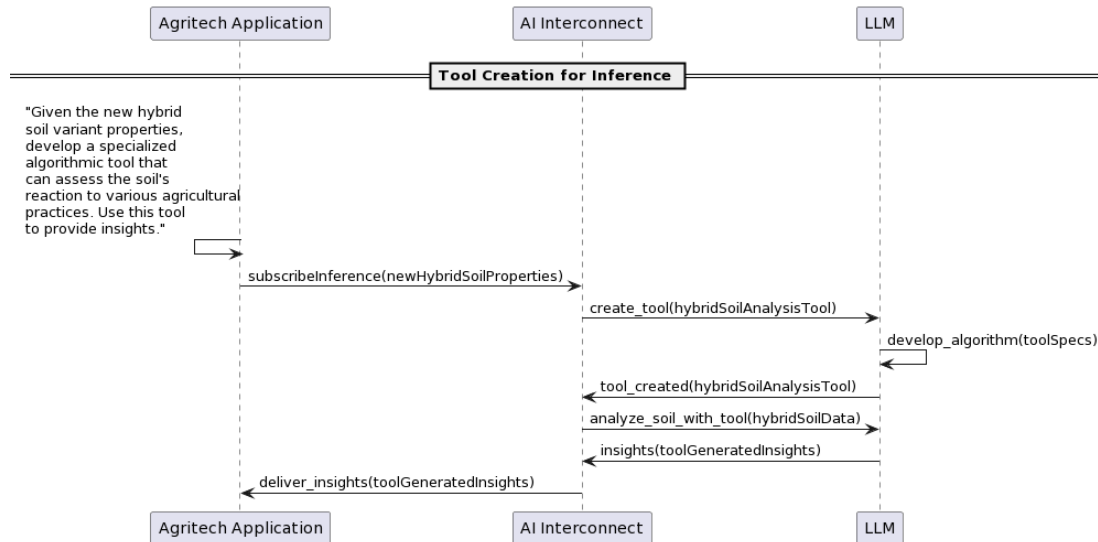 Agritech Application
AI Interconnect
LLM
Tool Creation for Inference
"Given the new hybrid
soil variant properties,
develop a specialized
algorithmic tool that
can assess the soil's
reaction to various agricultural
practices. Use this tool
to provide insights."
subscribeInference(newHybridSoilProperties)
create_tool(hybridSoilAnalysisTool)
develop_algorithm(toolSpecs)
tool_created(hybridSoilAnalysisTool)
analyze_soil_with_tool(hybridSoilData)
insights(toolGeneratedInsights)
deliver_insights(toolGeneratedInsights)
Agritech Application
AI Interconnect
LLM